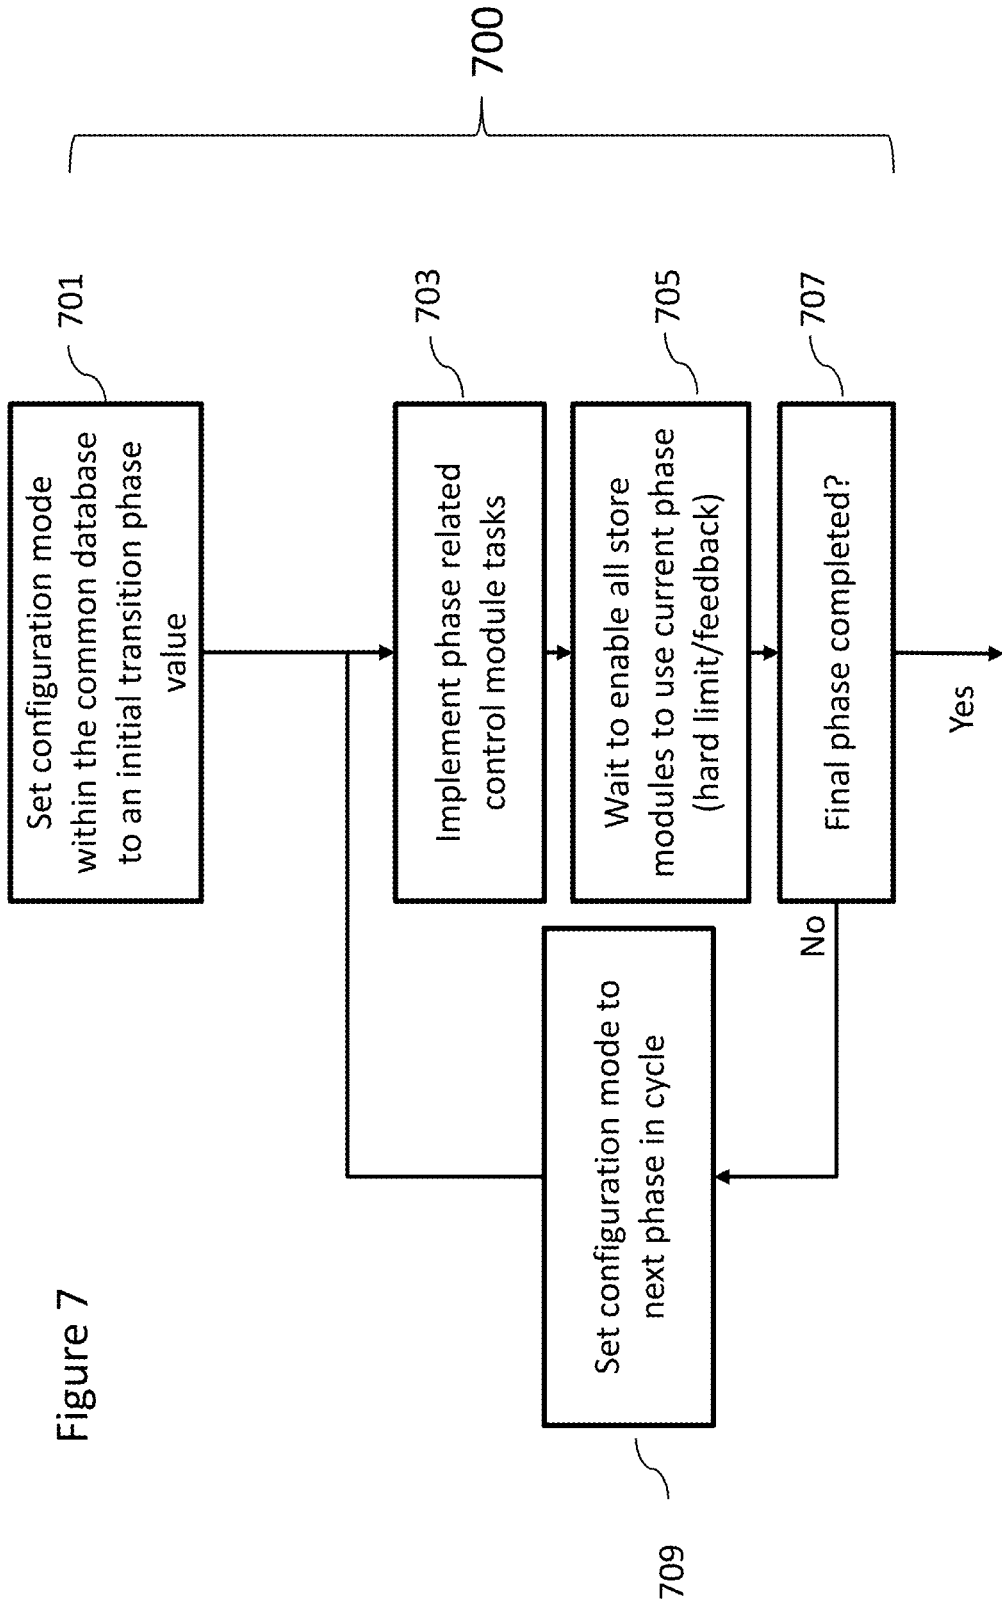 Figure 7
Set configuration mode
within the common database
to an initial transition phase
value
701
Implement phase related
control module tasks
703
Wait to enable all store
modules to use current phase
(hard limit/feedback)
705
Final phase completed?
707
No
Yes
Set configuration mode to
next phase in cycle
709
700